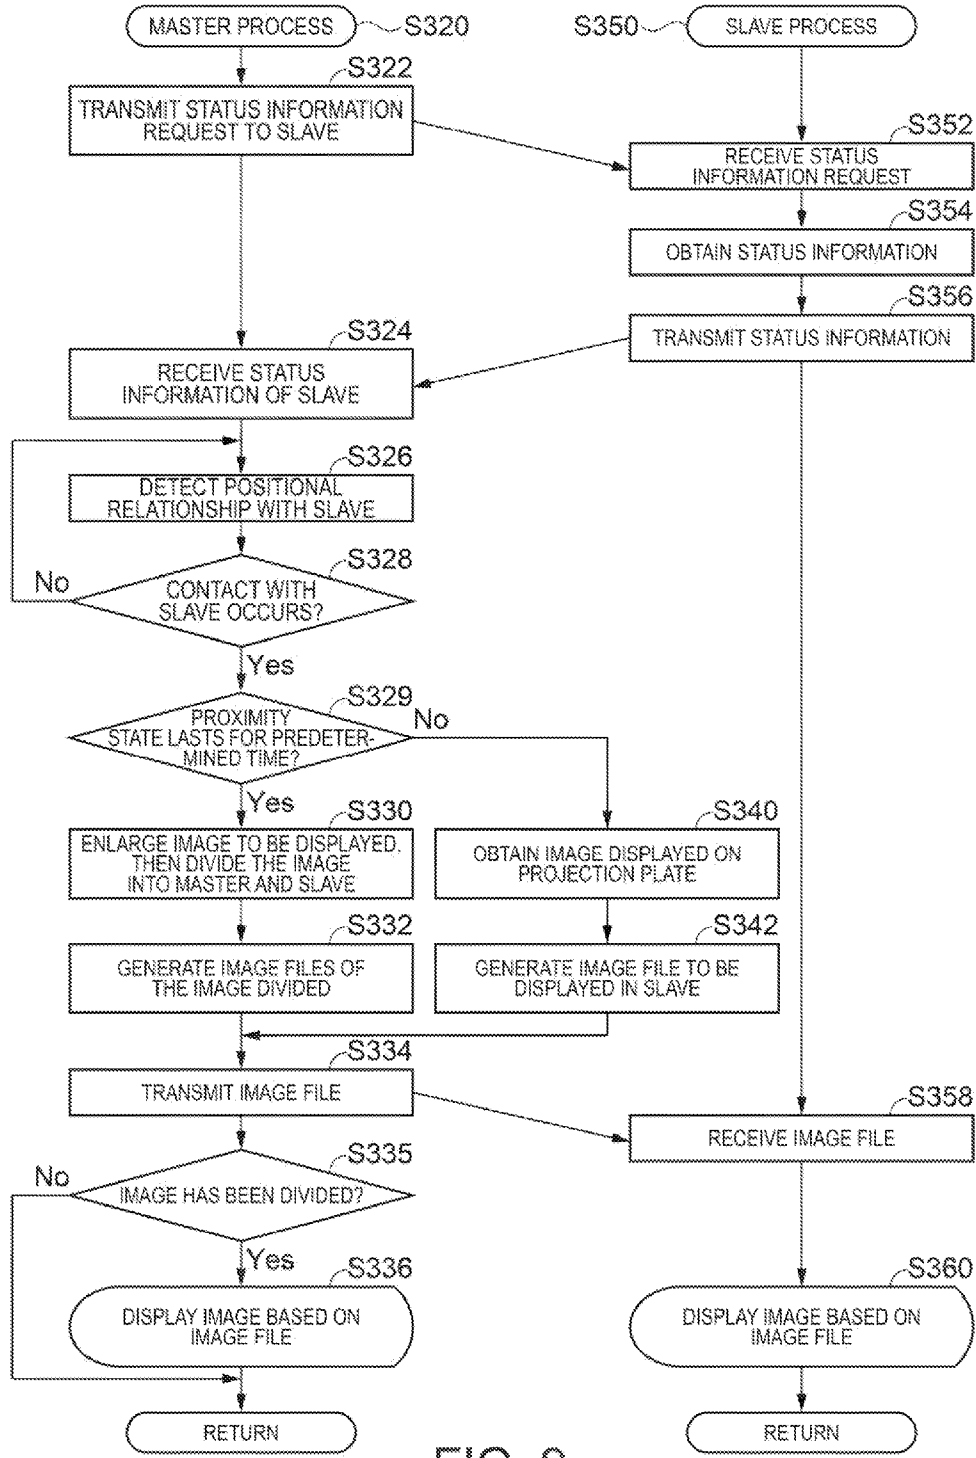 MASTER PROCESS
S320
S350
SLAVE PROCESS
S322
TRANSMIT STATUS INFORMATION
REQUEST TO SLAVE
S352
RECEIVE STATUS
INFORMATION REQUEST
S354
OBTAIN STATUS INFORMATION
S356
TRANSMIT STATUS INFORMATION
S324
RECEIVE STATUS
INFORMATION OF SLAVE
S326
DETECT POSITIONAL
RELATIONSHIP WITH SLAVE
S328
No
CONTACT WITH
SLAVE OCCURS?
Yes
S329
PROXIMITY
STATE LASTS FOR PREDETER-
MINED TIME?
No
Yes
S330
ENLARGE IMAGE TO BE DISPLAYED,
THEN DIVIDE THE IMAGE
INTO MASTER AND SLAVE
S340
OBTAIN IMAGE DISPLAYED ON
PROJECTION PLATE
S332
GENERATE IMAGE FILES OF
THE IMAGE DIVIDED
S342
GENERATE IMAGE FILE TO BE
DISPLAYED IN SLAVE
S334
TRANSMIT IMAGE FILE
S358
RECEIVE IMAGE FILE
S335
No
IMAGE HAS BEEN DIVIDED?
Yes
S336
DISPLAY IMAGE BASED ON
IMAGE FILE
S360
DISPLAY IMAGE BASED ON
IMAGE FILE
RETURN
RETURN
FIG.